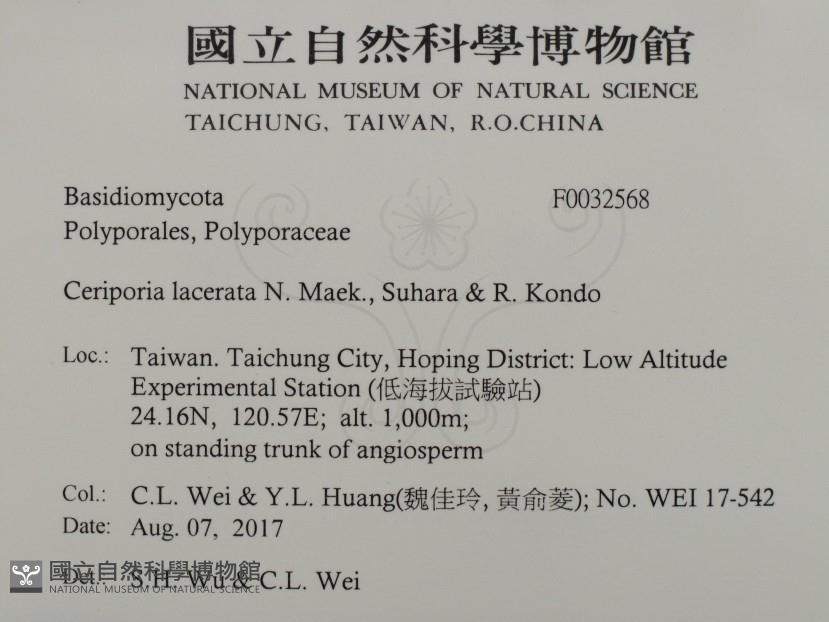 國立自然科學博物館
NATIONAL MUSEUM OF NATURAL SCIENCE
TAICHUNG, TAIWAN, R.O.CHINA
Basidiomycota F0032568
Polyporales, Polyporaceae
Ceriporia lacerata N. Maek., Suhara & R. Kondo
Loc.: Taiwan. Taichung City, Hoping District: Low Altitude
Experimental Station (低海拔試驗站)
24.16N, 120.57E; alt. 1,000m;
on standing trunk of angiosperm
Col.: C.L. Wei & Y.L. Huang(魏佳玲, 黃俞菱); No. WEI 17-542
Date: Aug. 07, 2017
Det.: S.H. Wu & C.L. Wei
國立自然科學博物館
NATIONAL MUSEUM OF NATURAL SCIENCE